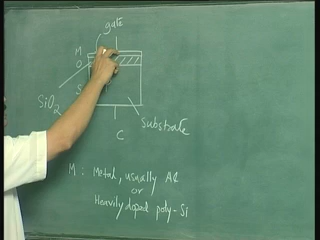 gate
M
O
S
SiO2
C
Substrate
M : Metal, usually Al
or
Heavily doped poly-Si